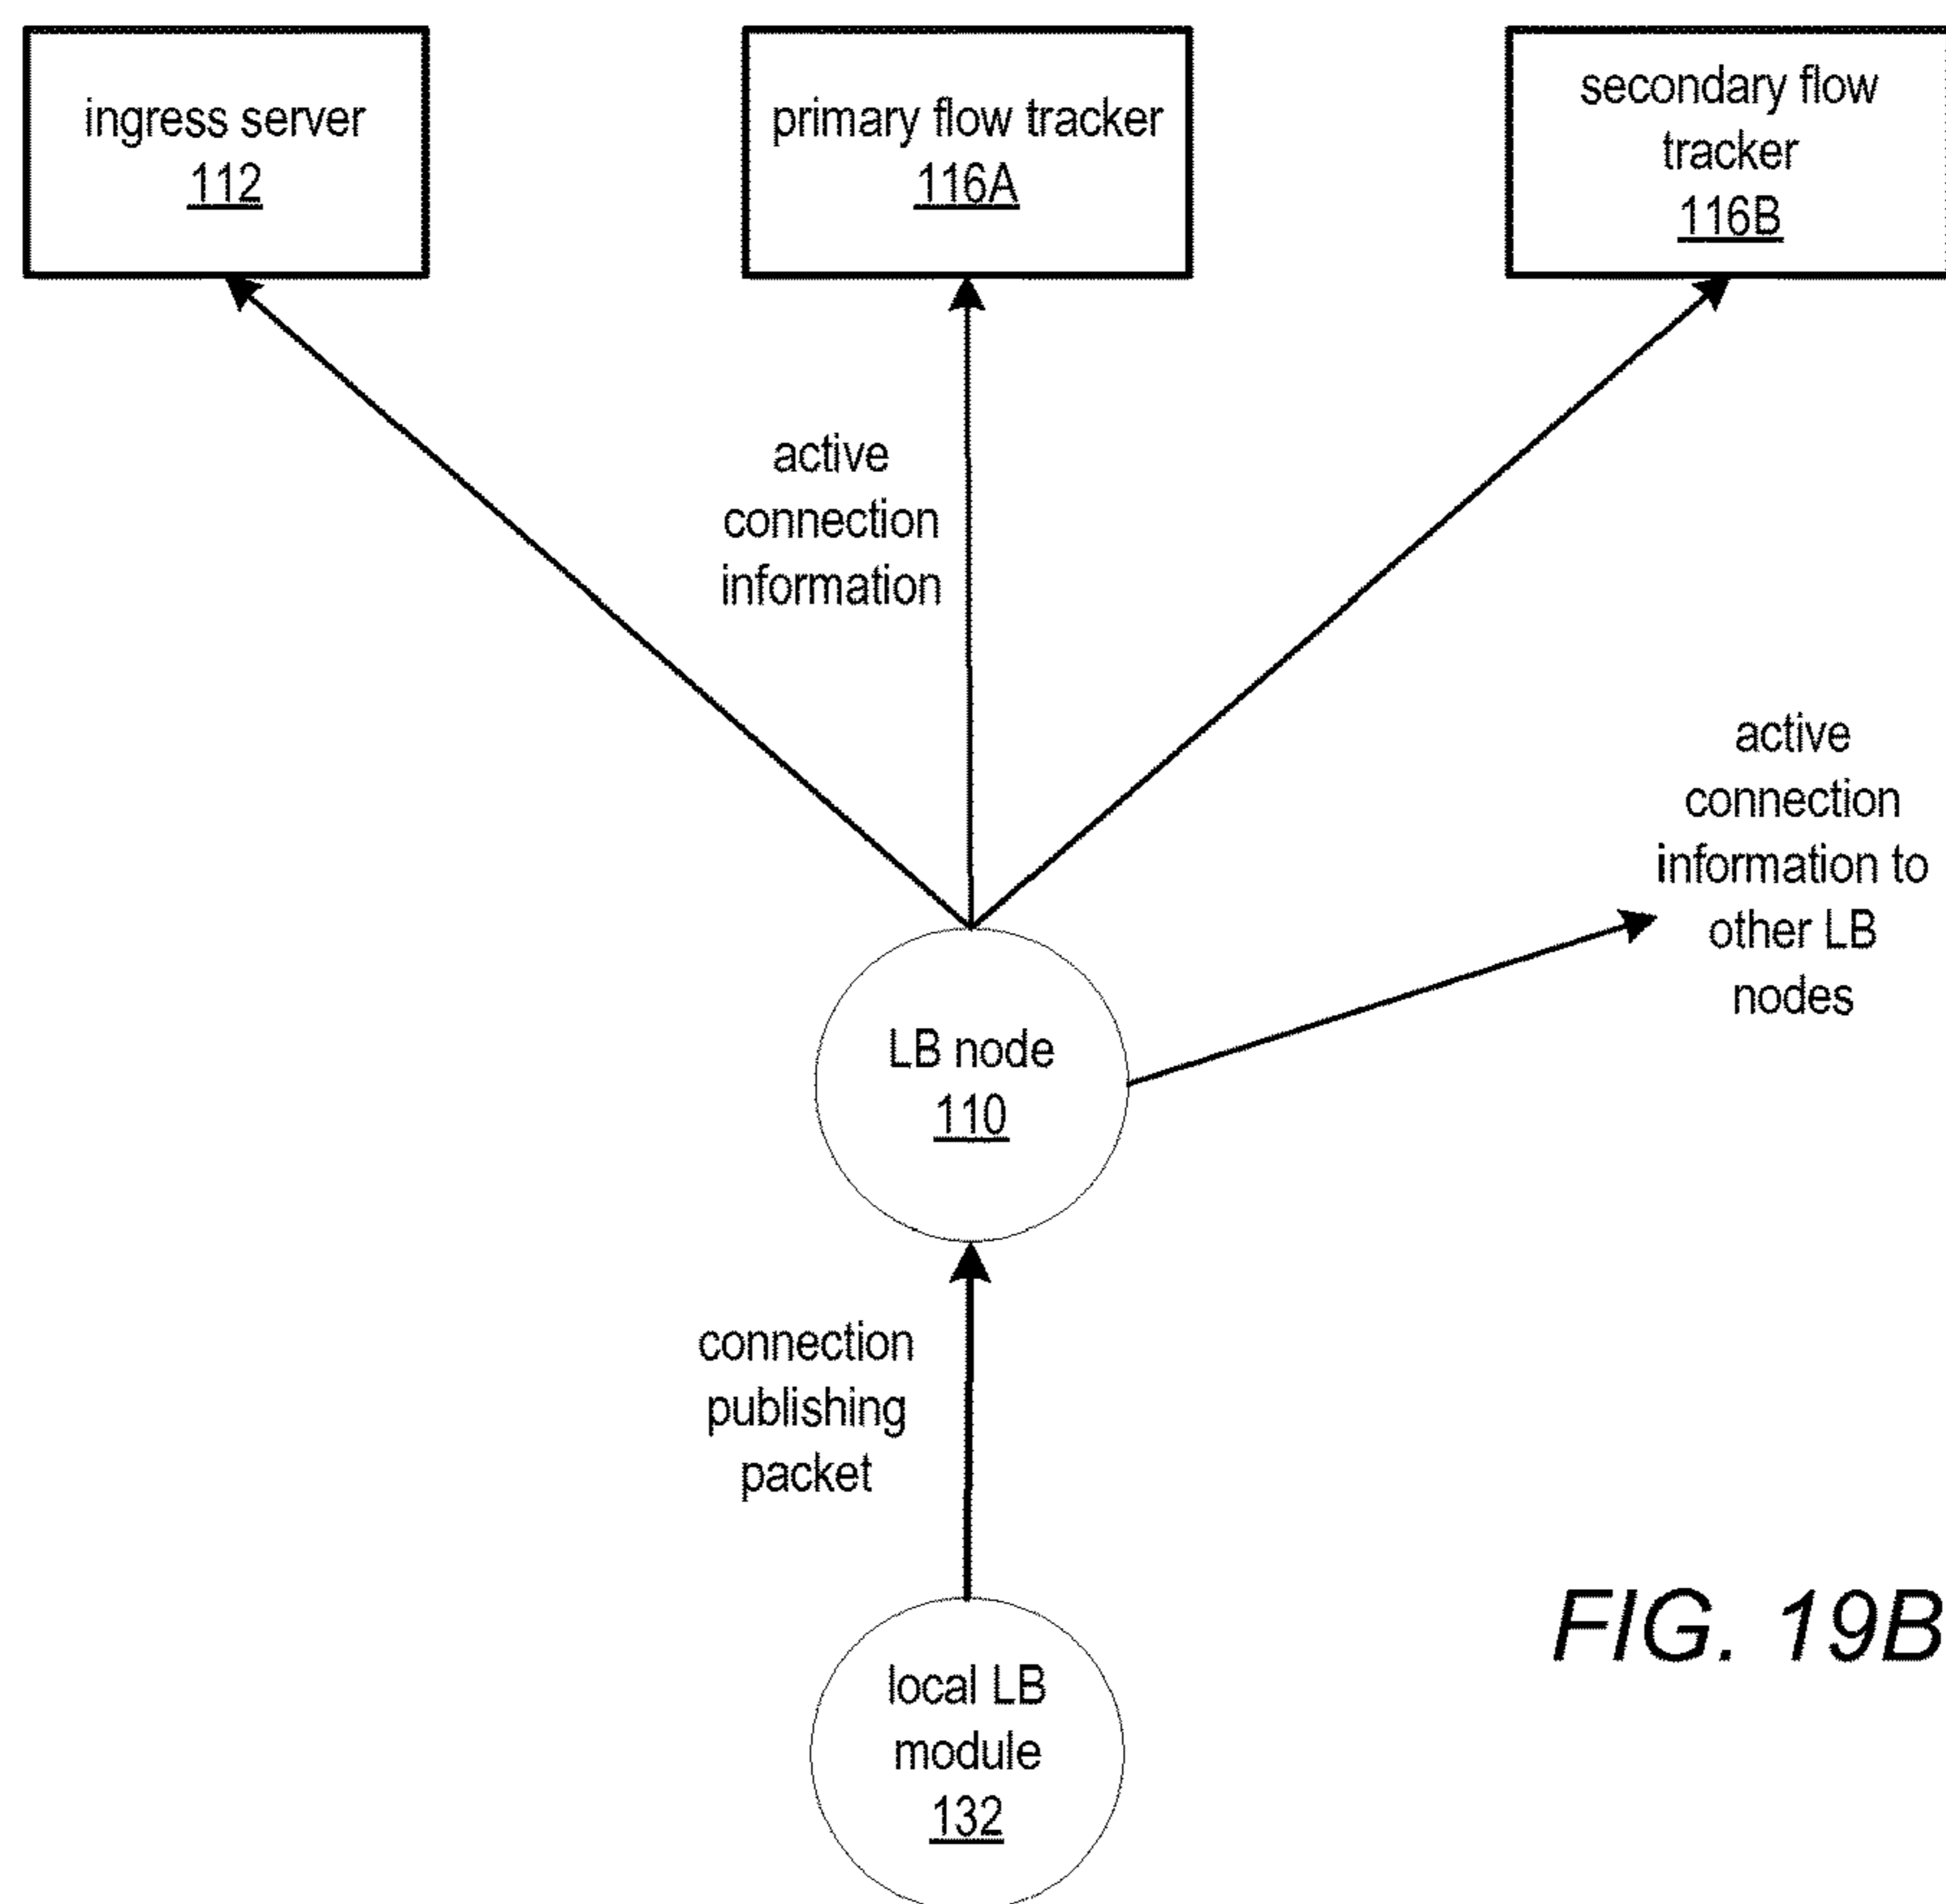 ingress server
112
primary flow tracker
116A
secondary flow
tracker
116B
active
connection
information
active
connection
information to
other LB
nodes
LB node
110
connection
publishing
packet
local LB
module
132
FIG. 19B